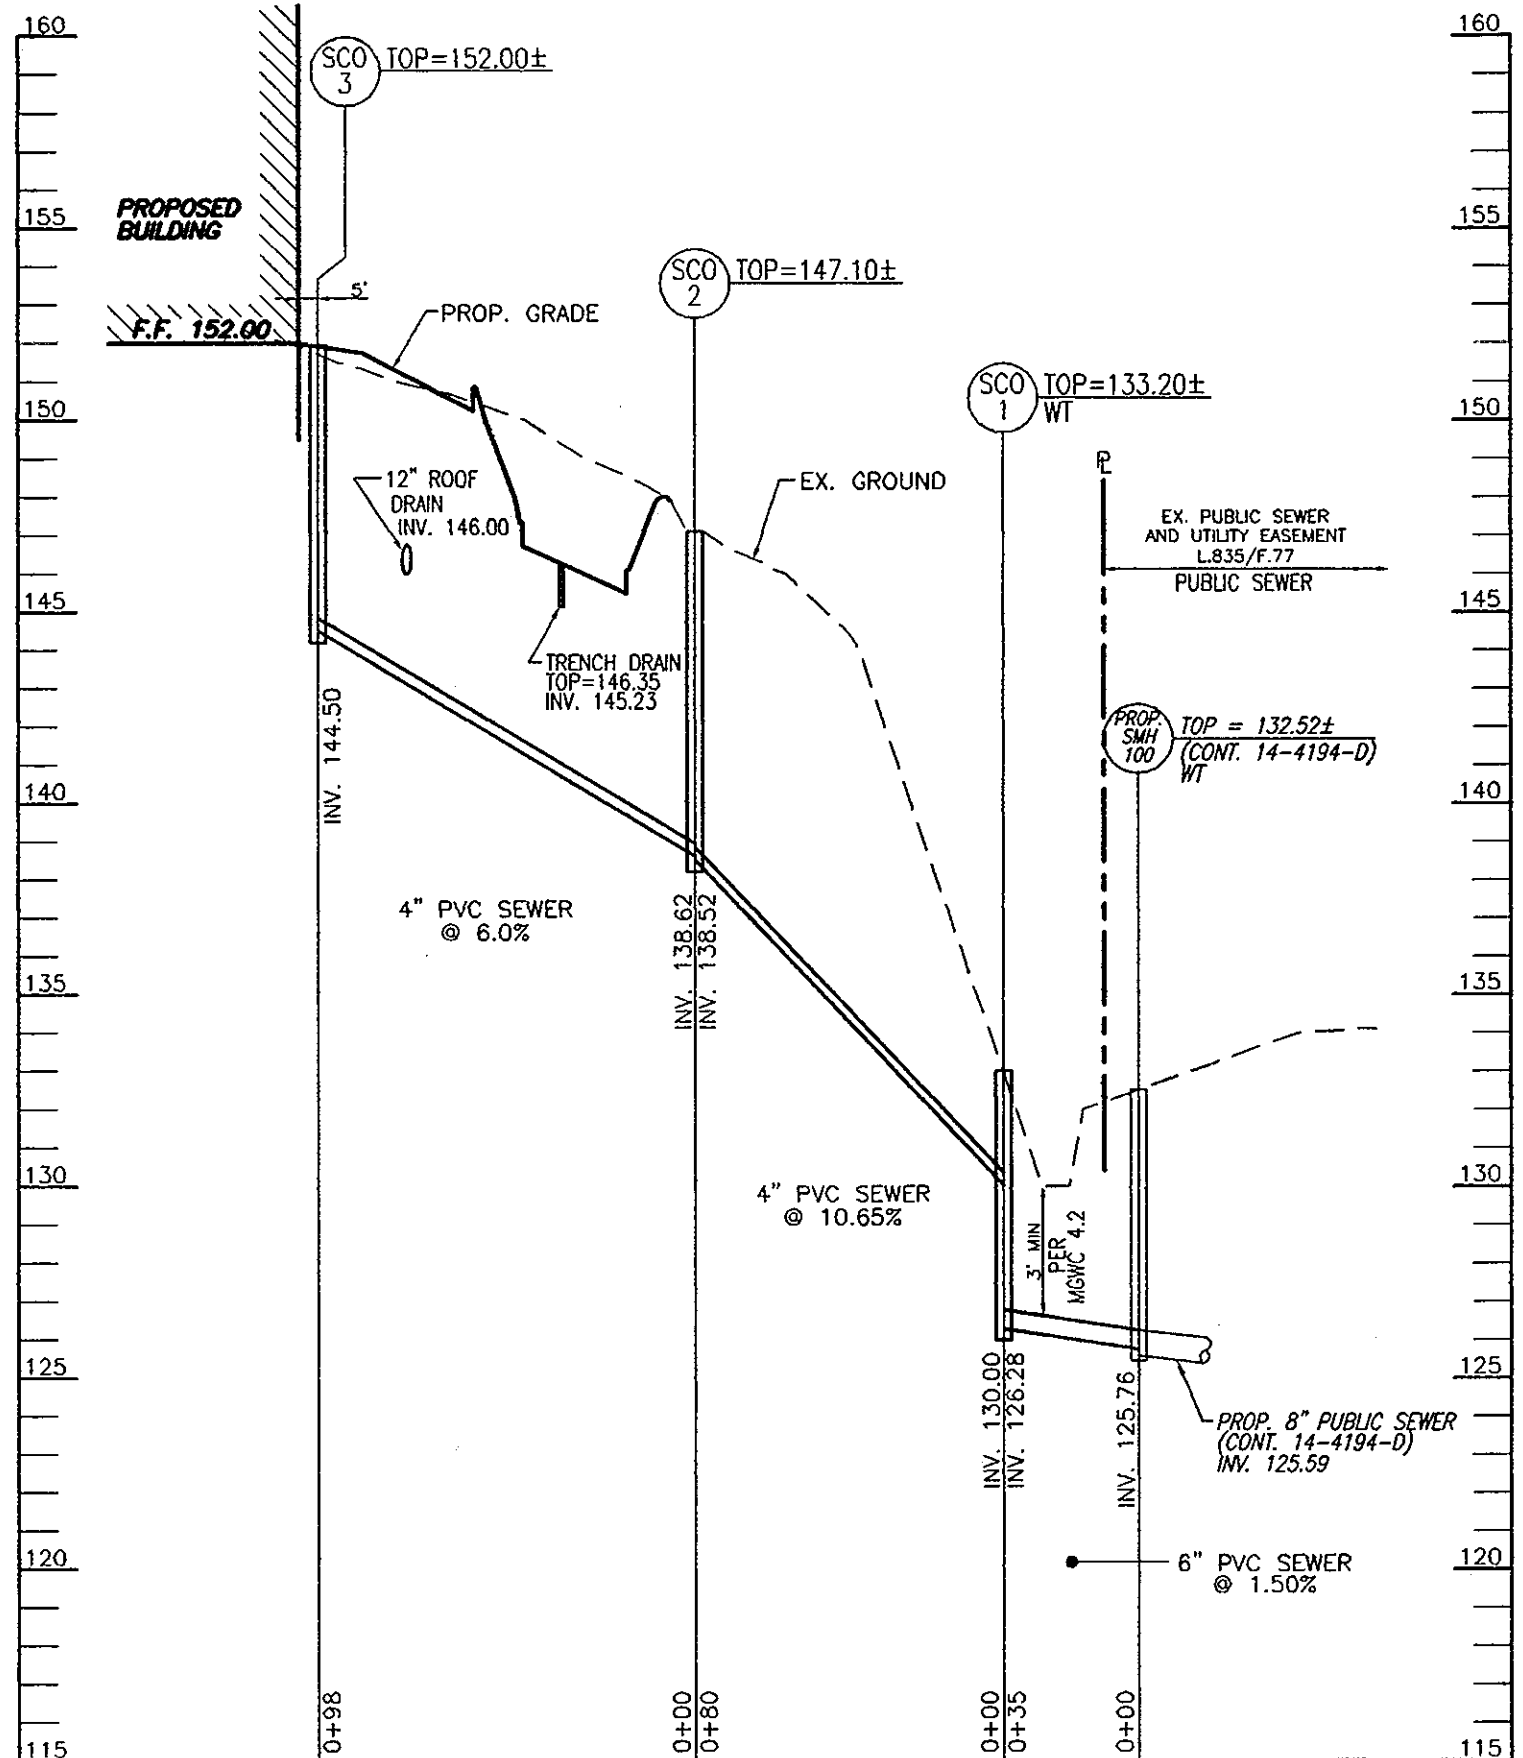 160
160
SCO
3
TOP=152.00±
155
155
PROPOSED
BUILDING
SCO
2
TOP=147.10±
5'
PROP. GRADE
F.F. 152.00
SCO
1
TOP=133.20±
WT
150
150
PL
12" ROOF
DRAIN
INV. 146.00
EX. GROUND
EX. PUBLIC SEWER
AND UTILITY EASEMENT
L.835/F.77
PUBLIC SEWER
145
145
TRENCH DRAIN
TOP=146.35
INV. 145.23
INV. 144.50
PROP.
SMH
100
TOP = 132.52±
(CONT. 14-4194-D)
WT
140
140
4" PVC SEWER
@ 6.0%
INV. 138.62
INV. 138.52
135
135
130
130
4" PVC SEWER
@ 10.65%
3' MIN
PER
MGWC 4.2
125
125
INV. 130.00
INV. 126.28
INV. 125.76
PROP. 8" PUBLIC SEWER
(CONT. 14-4194-D)
INV. 125.59
120
120
6" PVC SEWER
@ 1.50%
0+98
0+00
0+80
0+00
0+35
0+00
115
115